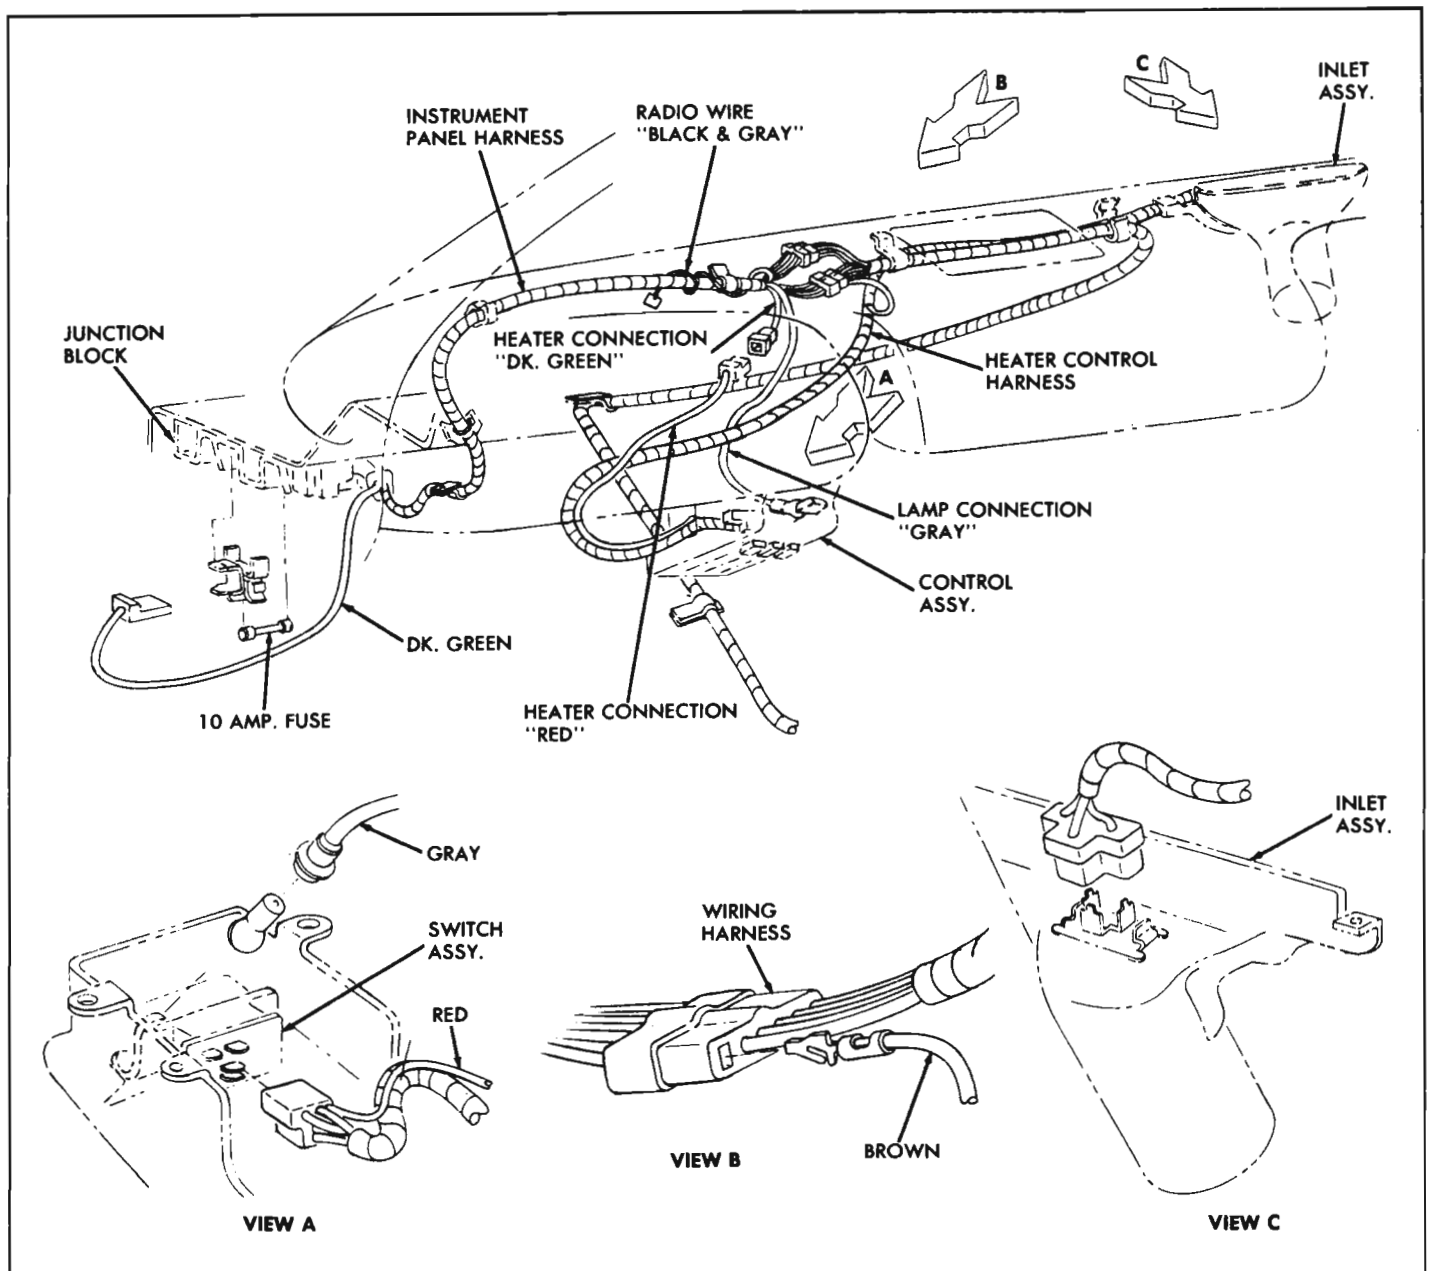 INSTRUMENT
PANEL HARNESS
RADIO WIRE
"BLACK & GRAY"
B
C
INLET
ASSY.
JUNCTION
BLOCK
HEATER CONNECTION
"DK. GREEN"
A
HEATER CONTROL
HARNESS
LAMP CONNECTION
"GRAY"
CONTROL
ASSY.
DK. GREEN
10 AMP. FUSE
HEATER CONNECTION
"RED"
GRAY
SWITCH
ASSY.
RED
VIEW A
WIRING
HARNESS
BROWN
VIEW B
INLET
ASSY.
VIEW C